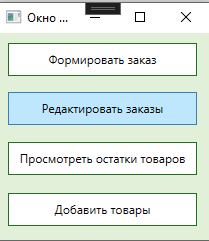 Окно ...
Формировать заказ
Редактировать заказы
Просмотреть остатки товаров
Добавить товары